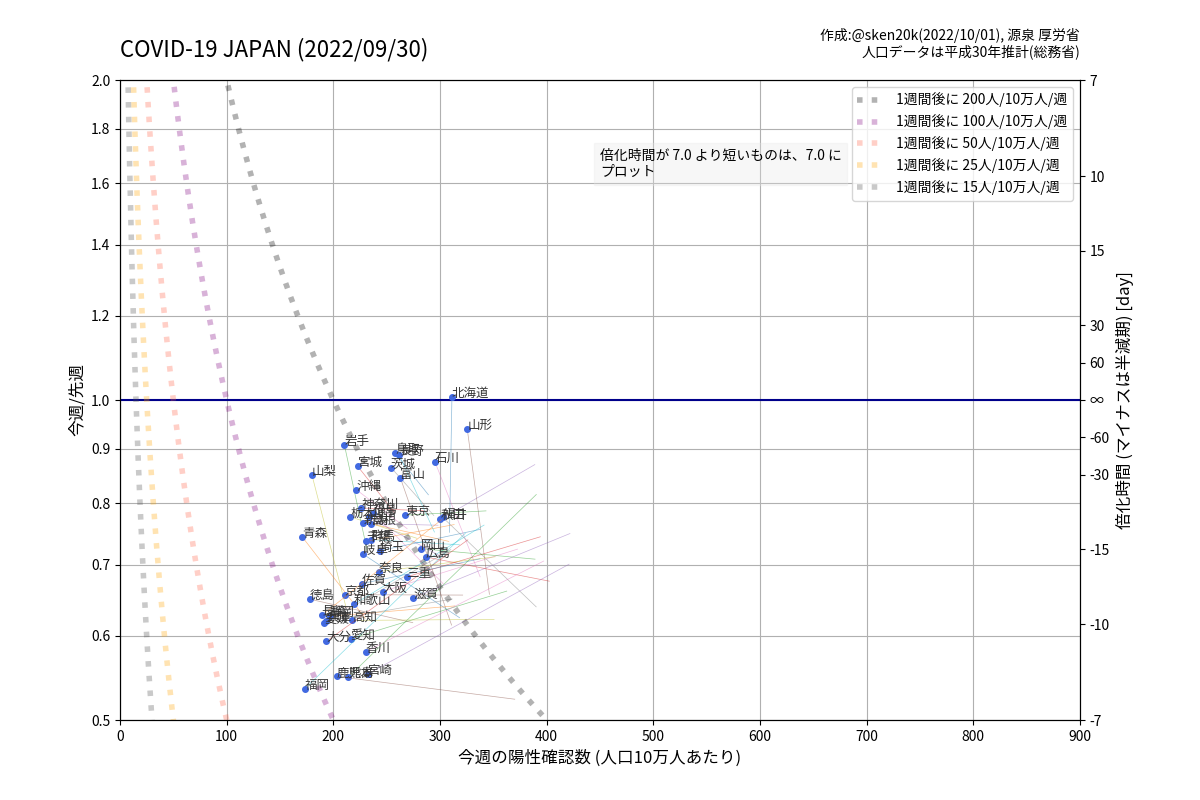 COVID-19 JAPAN (2022/09/30)
作成:@sken20k(2022/10/01), 源泉 厚労省
人口データは平成30年推計(総務省)
1週間後に 200人/10万人/週
1週間後に 100人/10万人/週
1週間後に 50人/10万人/週
1週間後に 25人/10万人/週
1週間後に 15人/10万人/週
倍化時間が 7.0 より短いものは、7.0 に
プロット
2.0
1.8
1.6
1.4
1.2
1.0
0.9
0.8
0.7
0.6
0.5
今週/先週
7
10
15
30
60
∞
-60
-30
-15
-10
-7
倍化時間 (マイナスは半減期) [day]
北海道
山形
岩手
石川
宮城
茨城
山梨
富山
沖縄
神奈川
東京
青森
埼玉
岡山
広島
岐阜
奈良
三重
佐賀
大阪
京都
滋賀
徳島
和歌山
高知
大分
愛知
香川
宮崎
福岡
0 100 200 300 400 500 600 700 800 900
今週の陽性確認数 (人口10万人あたり)